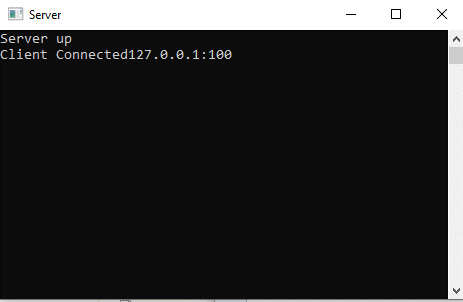 Server
Server up
Client Connected127.0.0.1:100